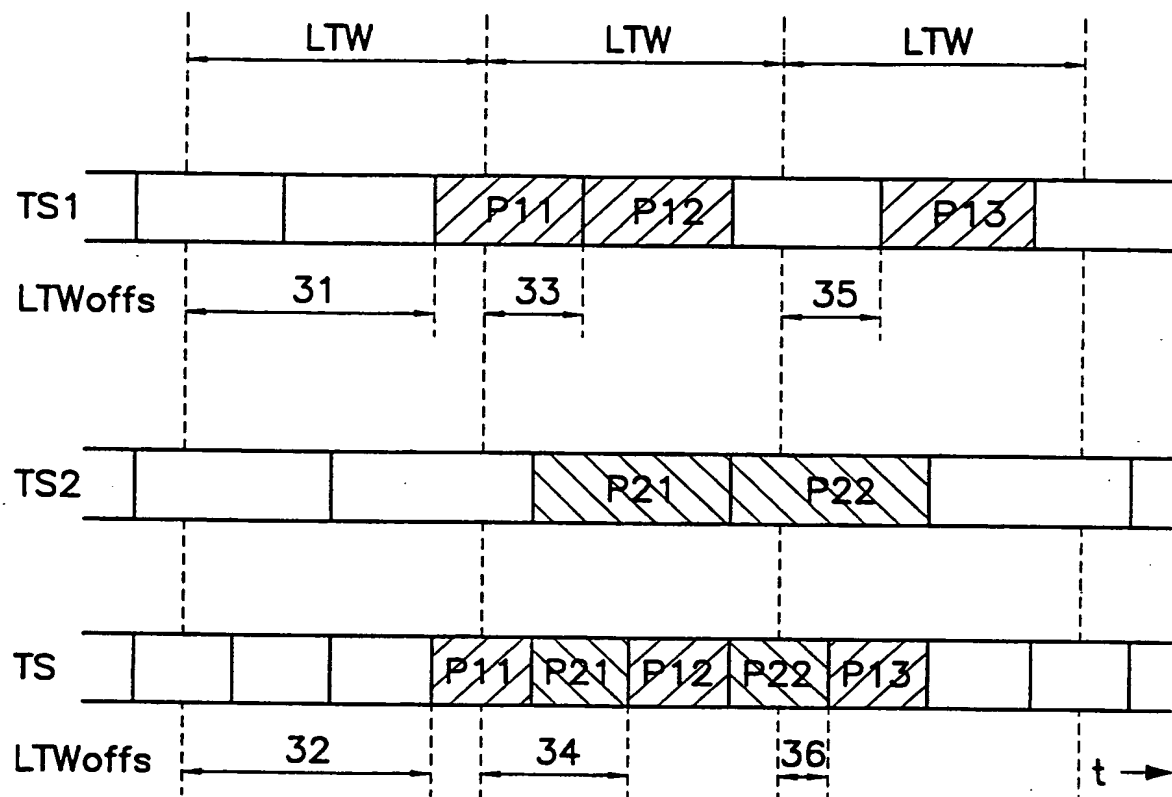 LTW LTW LTW
TS1 P11 P12 P13
LTWoffs 31 33 35
TS2 P21 P22
TS P11 P21 P12 P22 P13
LTWoffs 32 34 36 t